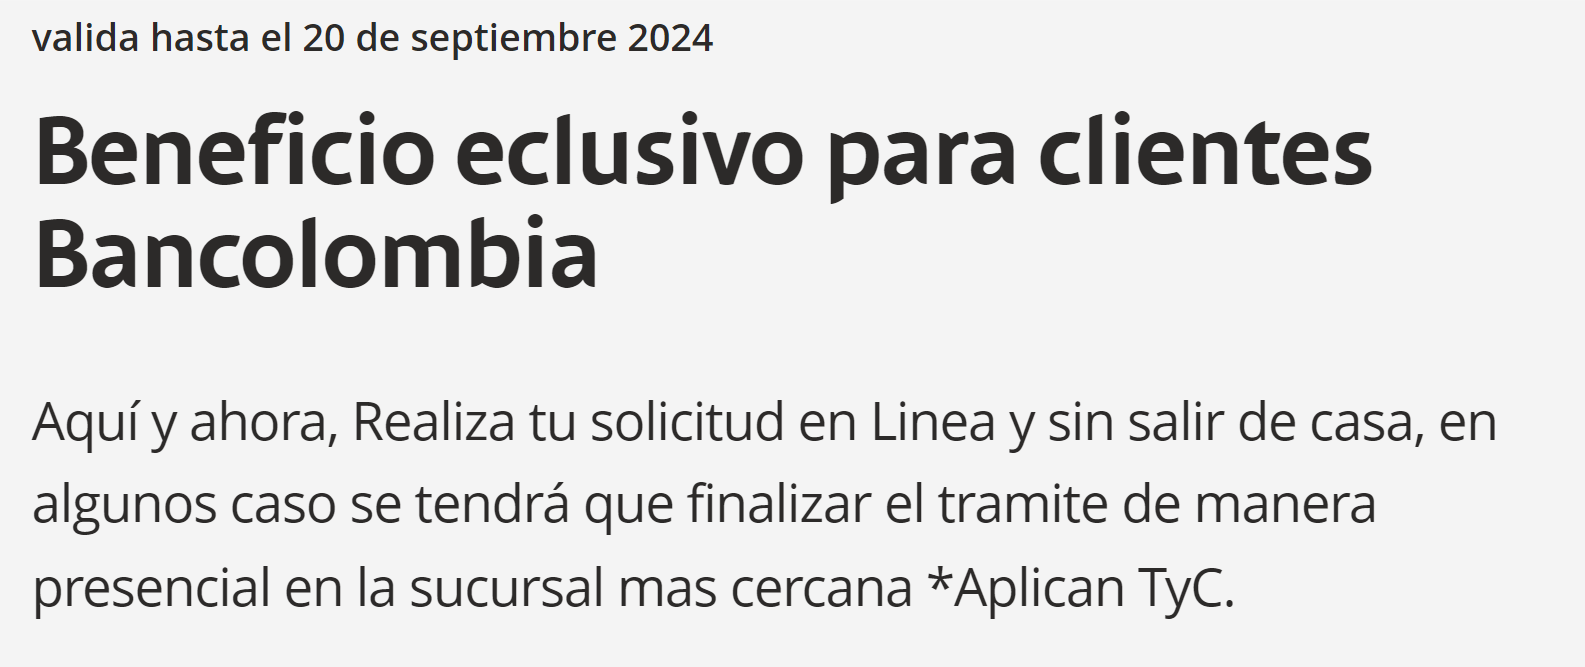 valida hasta el 20 de septiembre 2024
Beneficio eclusivo para clientes
Bancolombia
Aquí y ahora, Realiza tu solicitud en Linea y sin salir de casa, en
algunos caso se tendrá que finalizar el tramite de manera
presencial en la sucursal mas cercana *Aplican TyC.